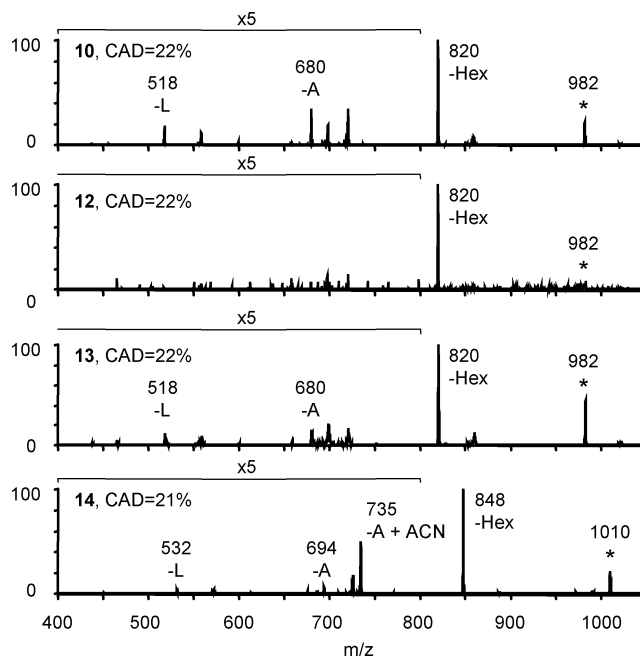 x5
100
10, CAD=22%
518
-L
680
-A
820
-Hex
982
*
0
x5
100
12, CAD=22%
820
-Hex
982
*
0
x5
100
13, CAD=22%
518
-L
680
-A
820
-Hex
982
*
0
x5
100
14, CAD=21%
532
-L
694
-A
735
-A + ACN
848
-Hex
1010
*
0
400 500 600 700 800 900 1000
m/z